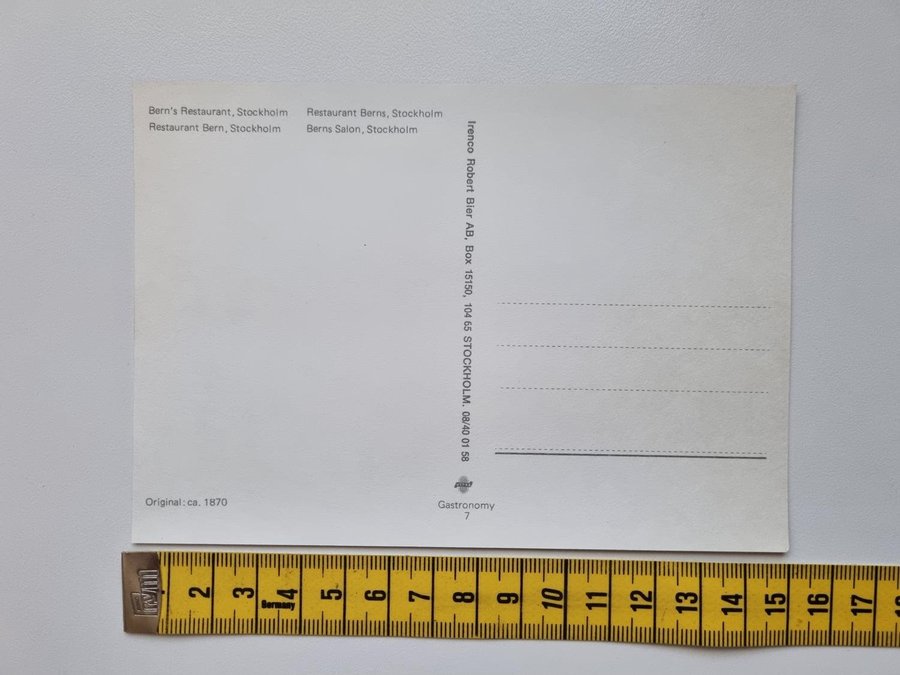 Bern's Restaurant, Stockholm
Restaurant Bern, Stockholm
Restaurant Berns, Stockholm
Berns Salon, Stockholm
Irenco Robert Bier AB, Box 15150, 104 65 STOCKHOLM. 08/40 01 58
Original: ca. 1870
Gastronomy
7
2 3 4 5 6 7 8 9 10 11 12 13 14 15 16 17
Germany